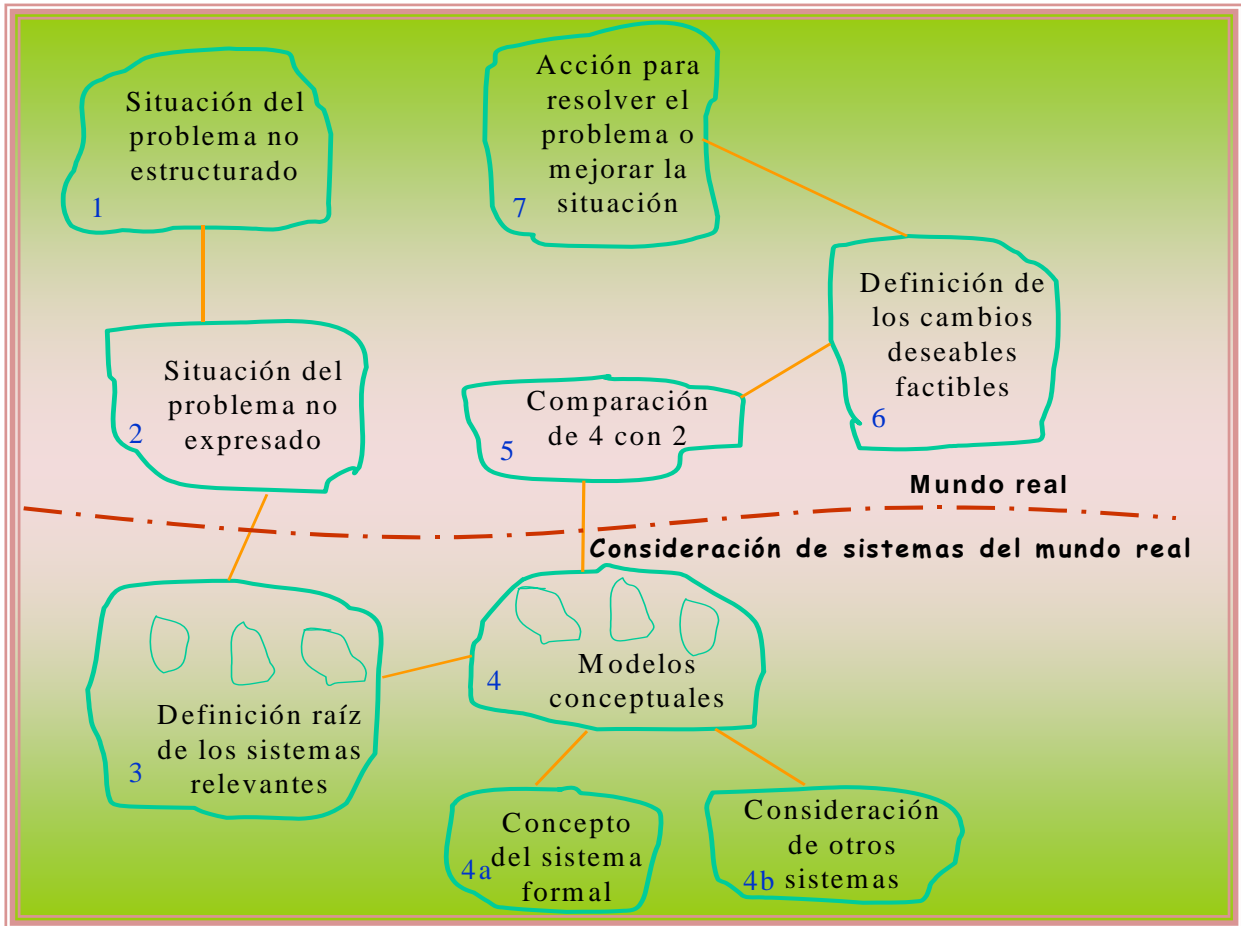 Situación del
problema no
estructurado
1
Situación del
problema no
expresado
2
Definición raíz
de los sistemas
relevantes
3
Modelos
conceptuales
4
Concepto
del sistema
formal
4a
Consideración
de otros
sistemas
4b
Comparación
de 4 con 2
5
Definición de
los cambios
deseables
factibles
6
Acción para
resolver el
problema o
mejorar la
situación
7
Mundo real
Consideración de sistemas del mundo real